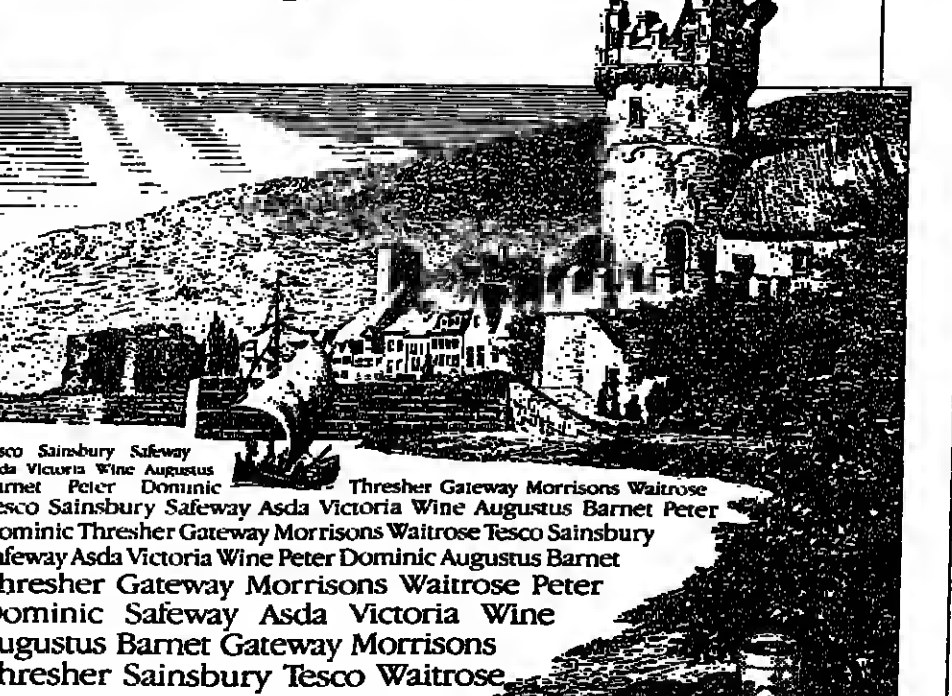 sco Sainsbury Safeway
da Victoria Wine Augustus
arnet Peter Dominic Thresher Gateway Morrisons Waitrose
esco Sainsbury Safeway Asda Victoria Wine Augustus Barnet Peter
ominic Thresher Gateway Morrisons Waitrose Tesco Sainsbury
afeway Asda Victoria Wine Peter Dominic Augustus Barnet
hresher Gateway Morrisons Waitrose Peter
ominic Safeway Asda Victoria Wine
ugustus Barnet Gateway Morrisons
hresher Sainsbury Tesco Waitrose